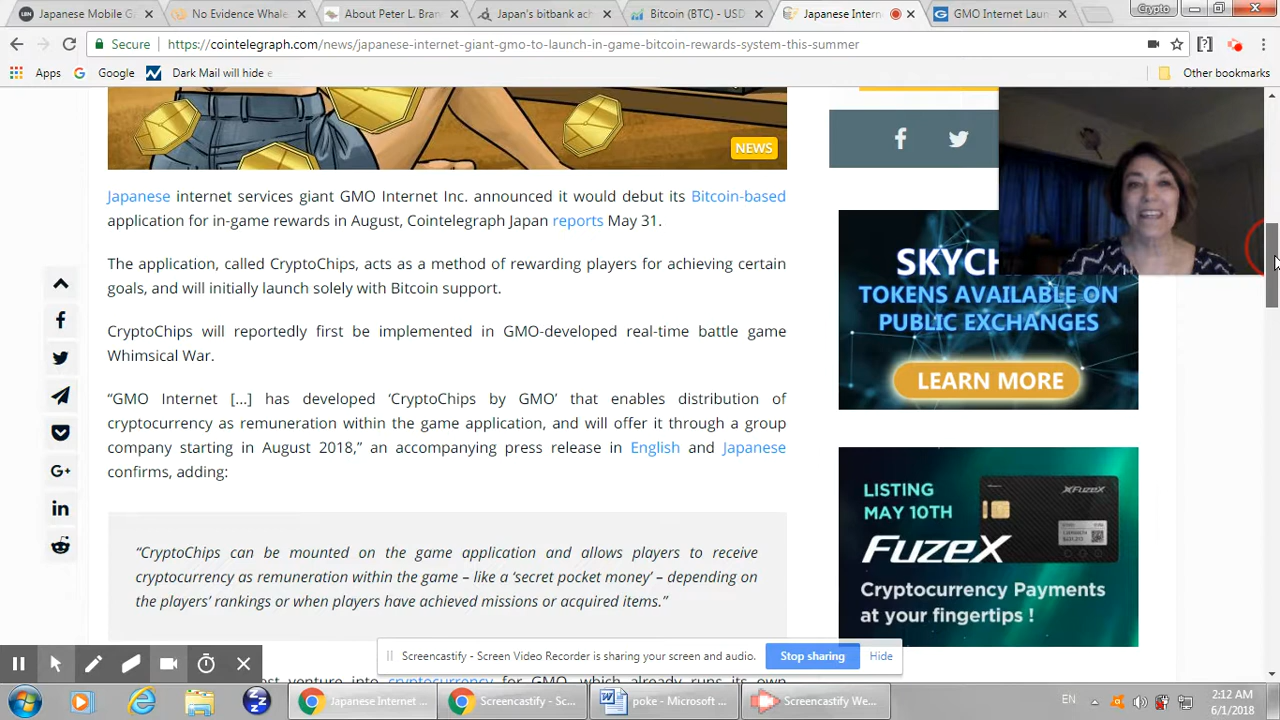 Japanese Mobile G
No Evidence Whale
About Peter L. Bran
Japan's bitbank ach
Bitcoin (BTC) - USD
Japanese Intern
GMO Internet Laun
Crypto
Secure
https://cointelegraph.com/news/japanese-internet-giant-gmo-to-launch-in-game-bitcoin-rewards-system-this-summer
Apps
Google
Dark Mail will hide e
Other bookmarks
NEWS
Japanese internet services giant GMO Internet Inc. announced it would debut its Bitcoin-based
application for in-game rewards in August, Cointelegraph Japan reports May 31.
The application, called CryptoChips, acts as a method of rewarding players for achieving certain
goals, and will initially launch solely with Bitcoin support.
CryptoChips will reportedly first be implemented in GMO-developed real-time battle game
Whimsical War.
“GMO Internet [...] has developed ‘CryptoChips by GMO’ that enables distribution of
cryptocurrency as remuneration within the game application, and will offer it through a group
company starting in August 2018,” an accompanying press release in English and Japanese
confirms, adding:
“CryptoChips can be mounted on the game application and allows players to receive
cryptocurrency as remuneration within the game – like a ‘secret pocket money’ – depending on
the players’ rankings or when players have achieved missions or acquired items.”
est venture into cryptocurrency for GMO, which already runs its own
SKYCH
TOKENS AVAILABLE ON
PUBLIC EXCHANGES
LEARN MORE
LISTING
MAY 10TH
FUZEX
FUZEX
Cryptocurrency Payments
at your fingertips !
Screencastify - Screen Video Recorder is sharing your screen and audio.
Stop sharing
Hide
Japanese Internet ...
Screencastify - Sc...
poke - Microsoft ...
Screencastify We...
EN
2:12 AM
6/1/2018